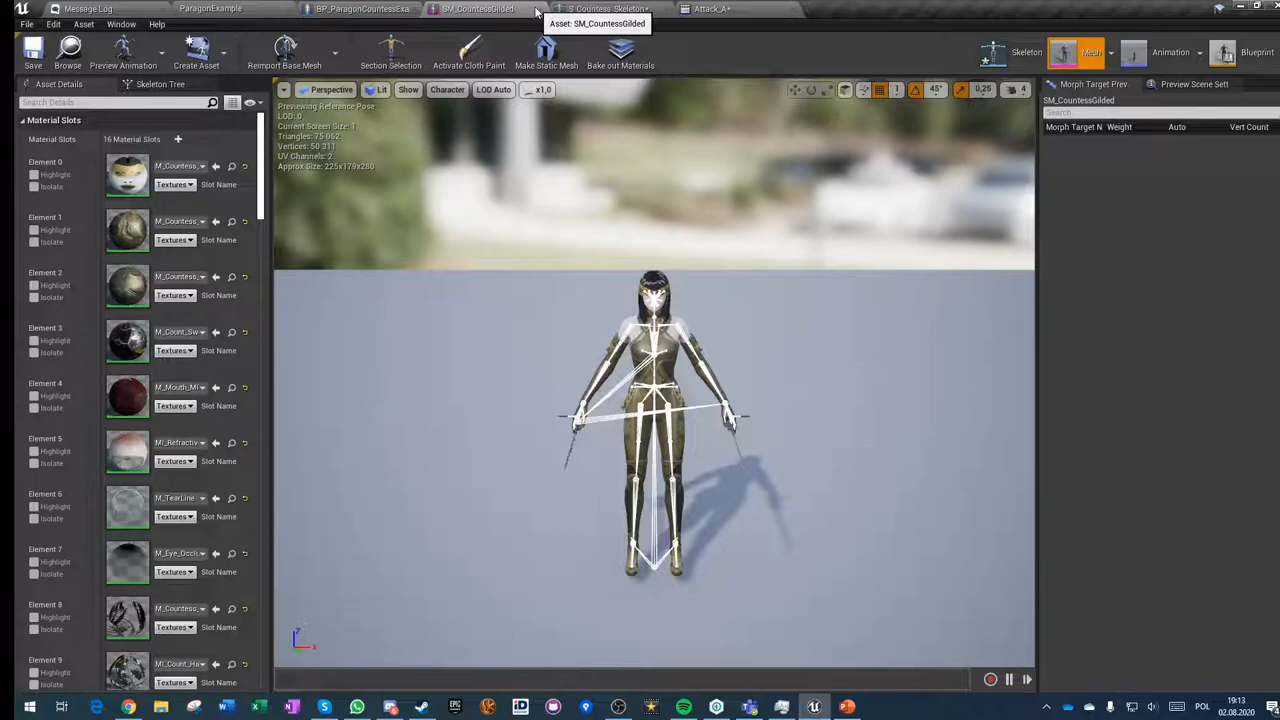 Message Log
ParagonExample
BP_ParagonCountessExa
SM_CountessGilded
S_Countess_Skeleton*
Attack_A*
File
Edit
Asset
Window
Help
Asset: SM_CountessGilded
Save
Browse
Preview Animation
Create Asset
Reimport Base Mesh
Section Selection
Activate Cloth Paint
Make Static Mesh
Bake out Materials
Skeleton
Mesh
Animation
Blueprint
Asset Details
Skeleton Tree
Search Details
Material Slots
Material Slots
16 Material Slots
Element 0
Highlight
Isolate
M_Countess_
Textures
Slot Name
Element 1
Highlight
Isolate
M_Countess_
Textures
Slot Name
Element 2
Highlight
Isolate
M_Countess_
Textures
Slot Name
Element 3
Highlight
Isolate
M_Count_Sw
Textures
Slot Name
Element 4
Highlight
Isolate
M_Mouth_MI
Textures
Slot Name
Element 5
Highlight
Isolate
MI_Refractiv
Textures
Slot Name
Element 6
Highlight
Isolate
M_TearLine
Textures
Slot Name
Element 7
Highlight
Isolate
M_Eye_Occlu
Textures
Slot Name
Element 8
Highlight
Isolate
M_Countess_
Textures
Slot Name
Element 9
Highlight
Isolate
MI_Count_Ha
Textures
Slot Name
Perspective
Lit
Show
Character
LOD Auto
x1,0
1
45°
0,25
4
Previewing Reference Pose
LOD: 0
Current Screen Size: 1
Triangles: 75 062
Vertices: 50 311
UV Channels: 2
Approx Size: 225x179x280
Z
X
Morph Target Prev
Preview Scene Sett
SM_CountessGilded
Search
Morph Target N
Weight
Auto
Vert Count
POL
19:13
02.08.2020